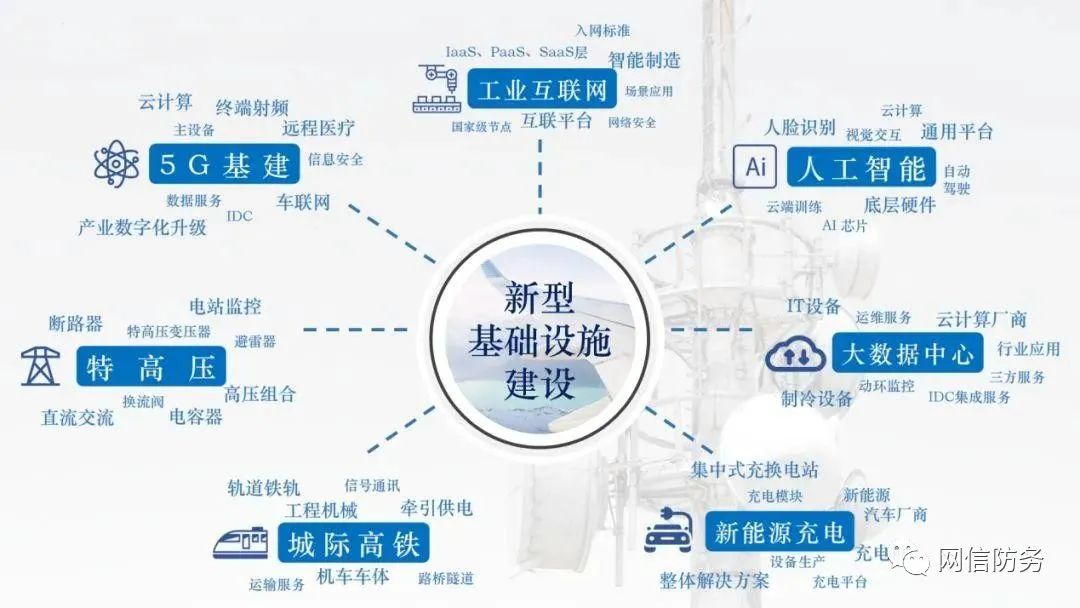 入网标准
IaaS、PaaS、SaaS层
智能制造
工业互联网
场景应用
国家级节点
互联平台
网络安全
云计算
终端射频
主设备
远程医疗
5G基建
信息安全
数据服务
IDC
车联网
产业数字化升级
云计算
人脸识别
视觉交互
通用平台
Ai
人工智能
自动
驾驶
云端训练
底层硬件
AI 芯片
新型
基础设施
建设
电站监控
断路器
特高压变压器
避雷器
特高压
换流阀
高压组合
直流交流
电容器
IT设备
运维服务
云计算厂商
大数据中心
行业应用
动环监控
三方服务
制冷设备
IDC集成服务
轨道铁轨
信号通讯
工程机械
牵引供电
城际高铁
运输服务
机车车体
路桥隧道
集中式充换电站
充电模块
新能源
汽车厂商
新能源充电
设备生产
充电
整体解决方案
充电平台
网信防务